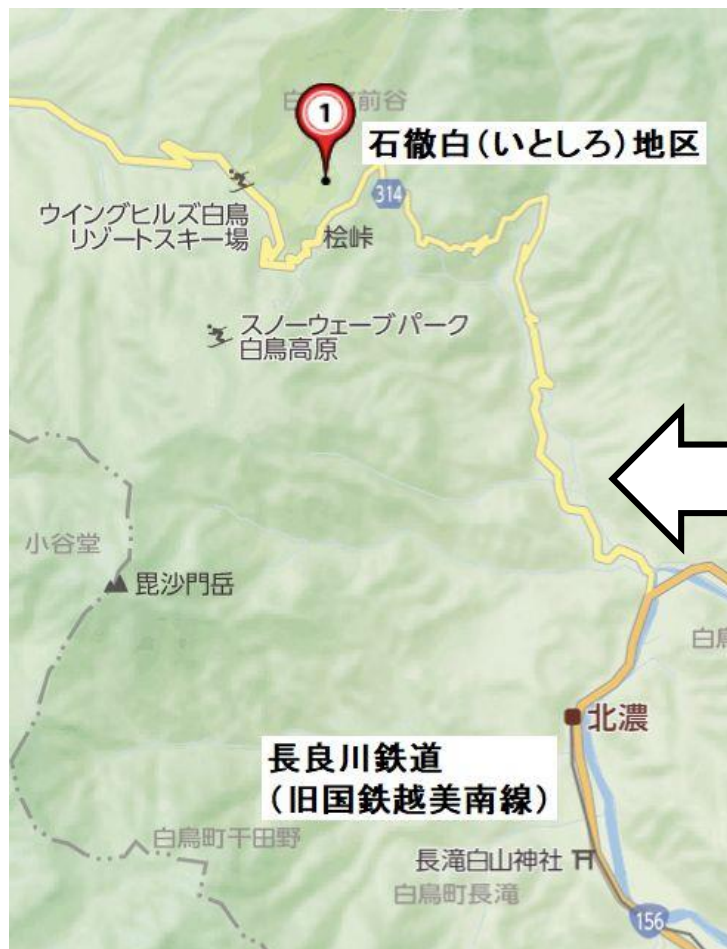 白 前谷
1
石徹白（いとしろ）地区
314
ウイングヒルズ白鳥
リゾートスキー場
桧峠
スノーウェーブパーク
白鳥高原
小谷堂
毘沙門岳
白鳥
北濃
長良川鉄道
（旧国鉄越美南線）
白鳥町干田野
長滝白山神社
白鳥町長滝
156